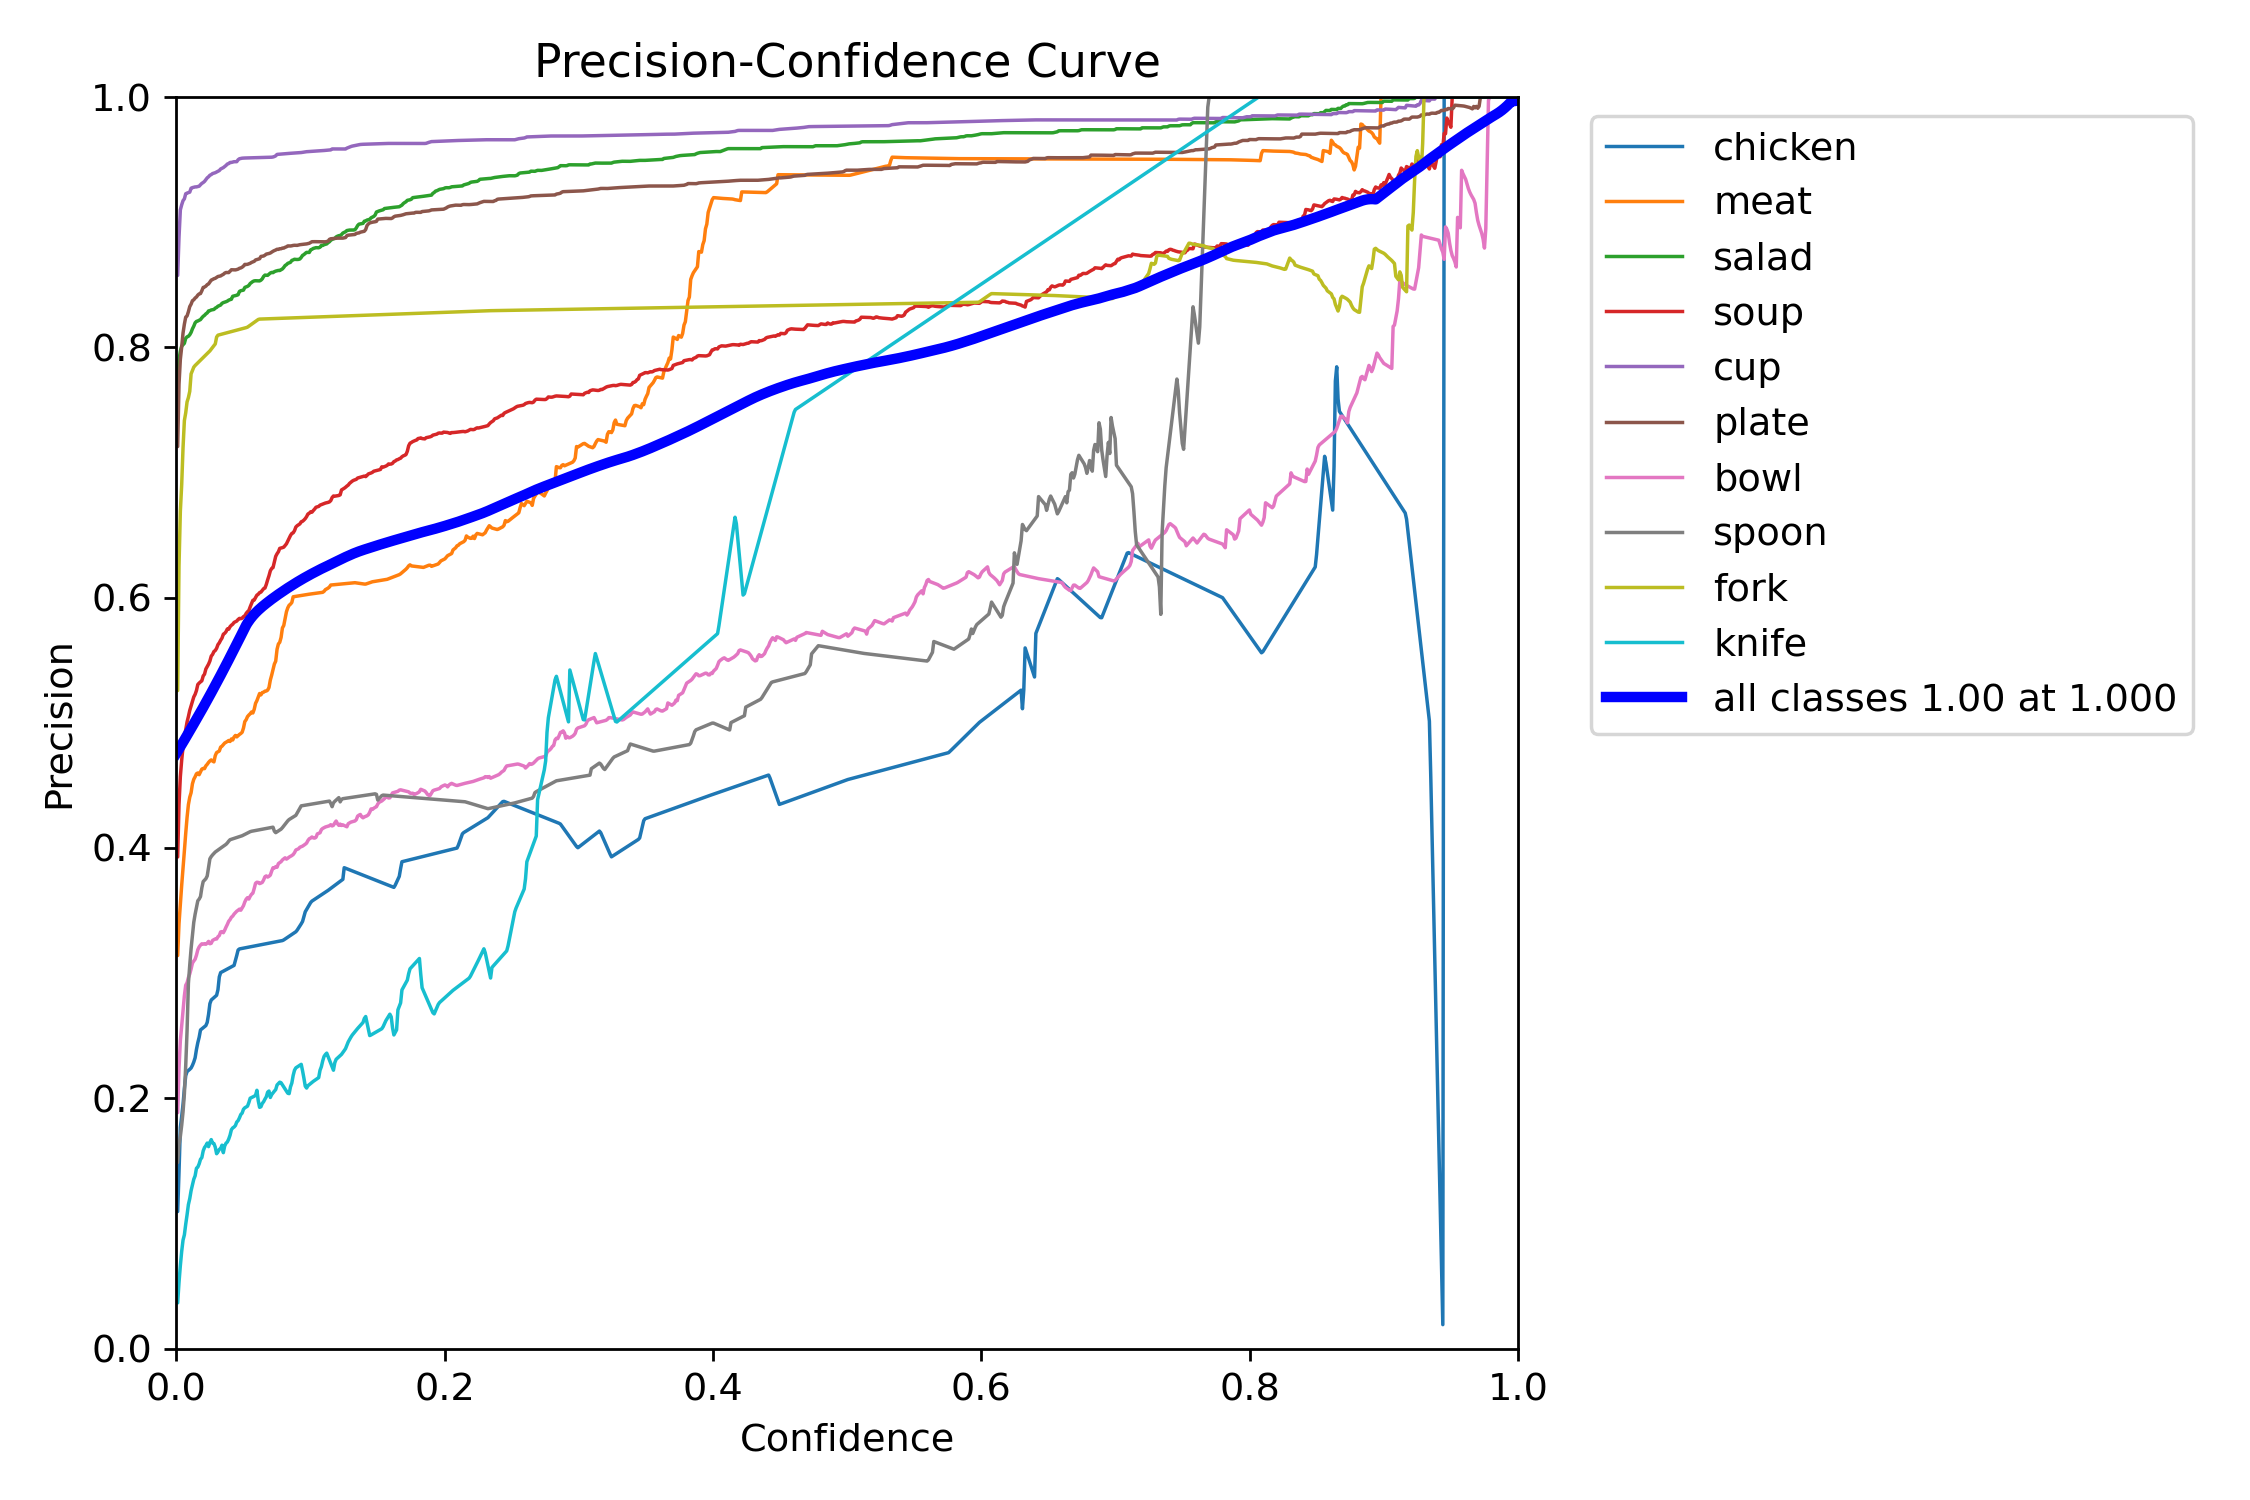 Precision-Confidence Curve
1.0
0.8
0.6
0.4
0.2
0.0
Precision
0.0 0.2 0.4 0.6 0.8 1.0
Confidence
chicken
meat
salad
soup
cup
plate
bowl
spoon
fork
knife
all classes 1.00 at 1.000